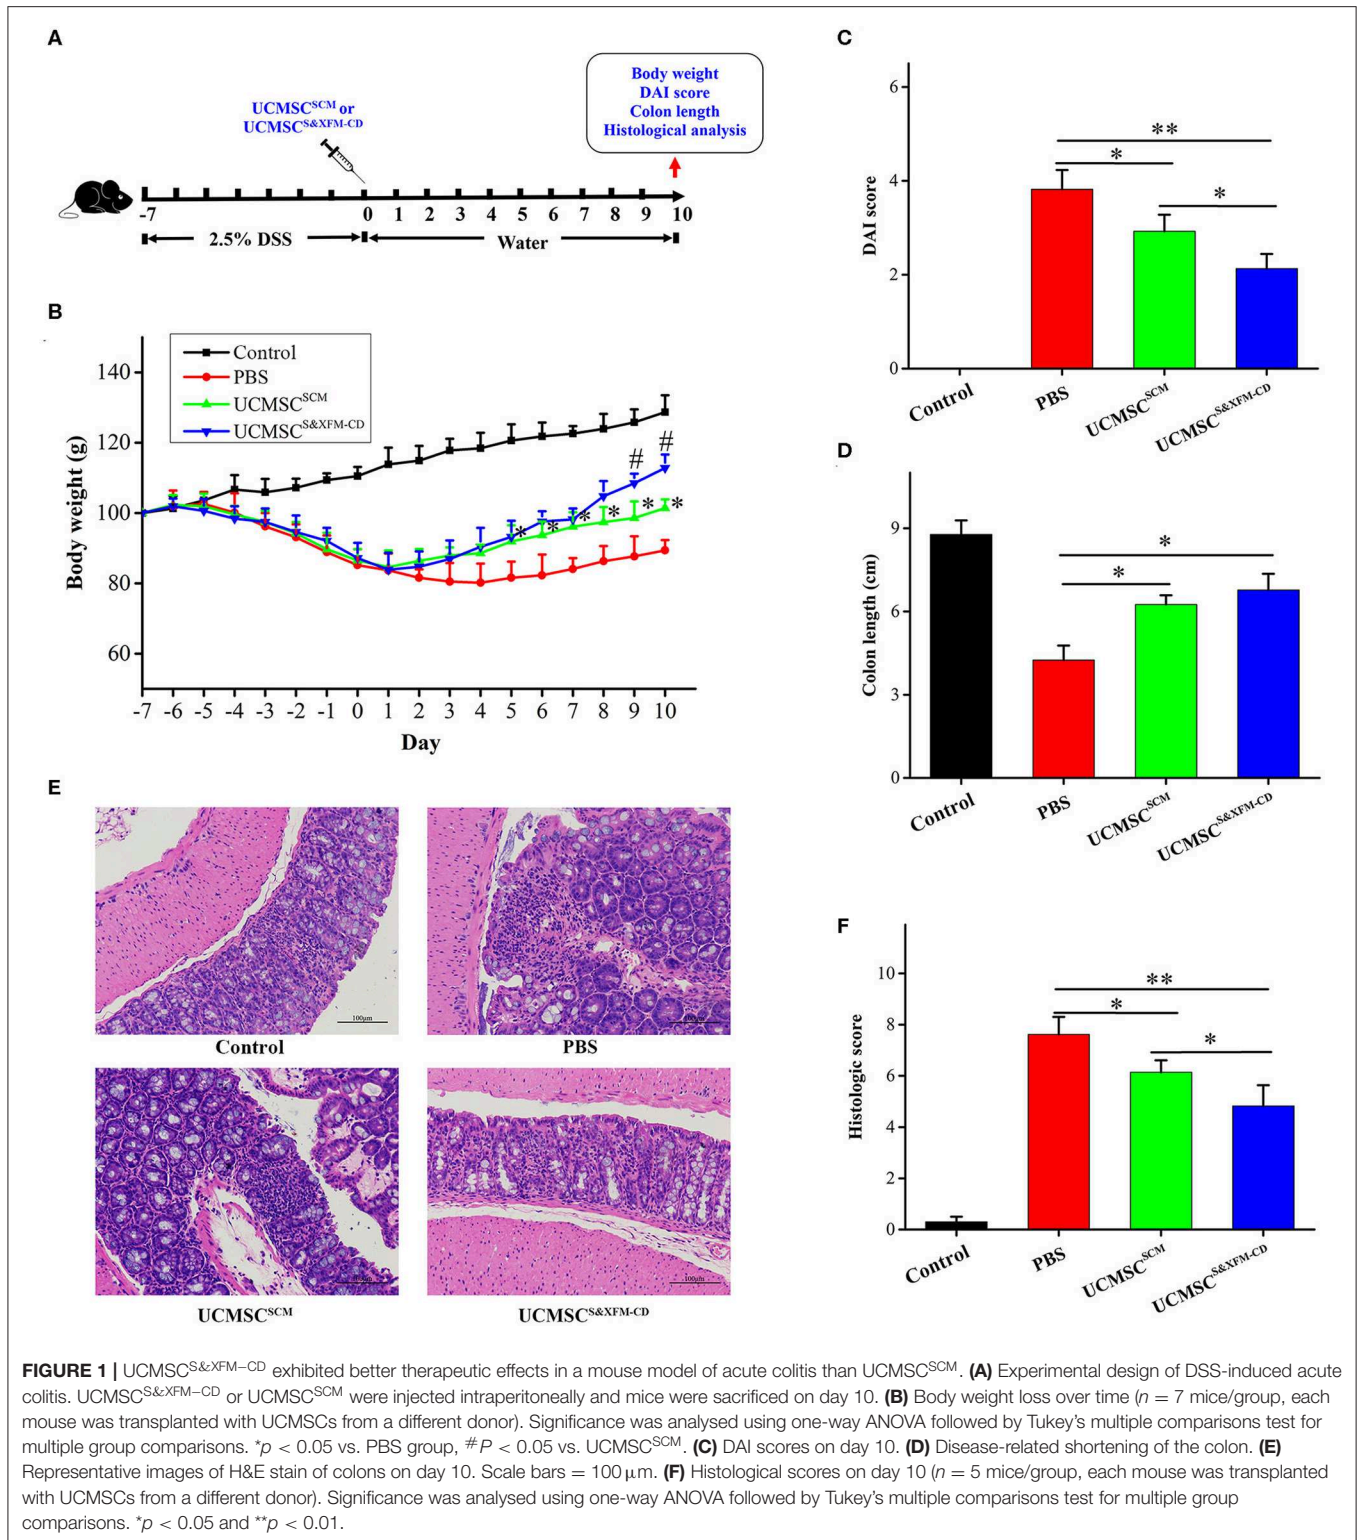 A
UCMSC^SCM or
UCMSC^S&XFM-CD
Body weight
DAI score
Colon length
Histological analysis
-7 0 1 2 3 4 5 6 7 8 9 10
2.5% DSS Water
B
Control
PBS
UCMSC^SCM
UCMSC^S&XFM-CD
Body weight (g)
140
120
100
80
60
# #
* * * * * *
-7 -6 -5 -4 -3 -2 -1 0 1 2 3 4 5 6 7 8 9 10
Day
C
DAI score
6
4
2
0
**
*
*
Control PBS UCMSC^SCM UCMSC^S&XFM-CD
D
Colon length (cm)
9
6
3
0
*
*
Control PBS UCMSC^SCM UCMSC^S&XFM-CD
E
100μm 100μm
Control PBS
100μm 100μm
UCMSC^SCM UCMSC^S&XFM-CD
F
Histologic score
10
8
6
4
2
0
**
*
*
Control PBS UCMSC^SCM UCMSC^S&XFM-CD
FIGURE 1 | UCMSC^S&XFM−CD exhibited better therapeutic effects in a mouse model of acute colitis than UCMSC^SCM. (A) Experimental design of DSS-induced acute
colitis. UCMSC^S&XFM−CD or UCMSC^SCM were injected intraperitoneally and mice were sacrificed on day 10. (B) Body weight loss over time (n = 7 mice/group, each
mouse was transplanted with UCMSCs from a different donor). Significance was analysed using one-way ANOVA followed by Tukey's multiple comparisons test for
multiple group comparisons. *p < 0.05 vs. PBS group, #P < 0.05 vs. UCMSC^SCM. (C) DAI scores on day 10. (D) Disease-related shortening of the colon. (E)
Representative images of H&E stain of colons on day 10. Scale bars = 100 μm. (F) Histological scores on day 10 (n = 5 mice/group, each mouse was transplanted
with UCMSCs from a different donor). Significance was analysed using one-way ANOVA followed by Tukey's multiple comparisons test for multiple group
comparisons. *p < 0.05 and **p < 0.01.